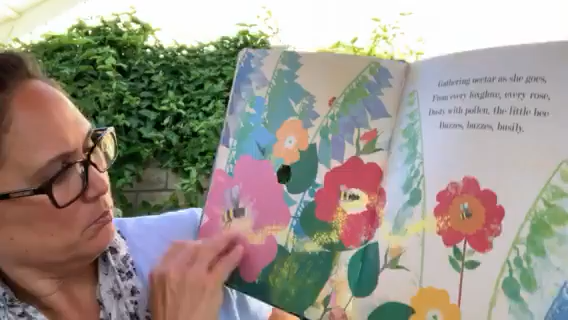 Gathering nectar as she goes,
From every foxglove, every rose,
Dusty with pollen, the little bee
Buzzes, buzzes, busily.